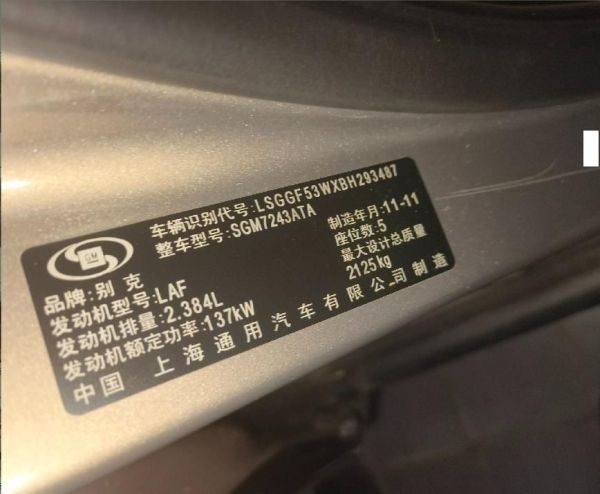 车辆识别代号:LSGGF53WXBH293487
整车型号:SGM7243ATA
GM
品牌:别克
制造年月:11-11
发动机型号:LAF
座位数:5
发动机排量:2.384L
最大设计总质量
2125kg
发动机额定功率:137kW
中国 上海通用汽车有限公司制造